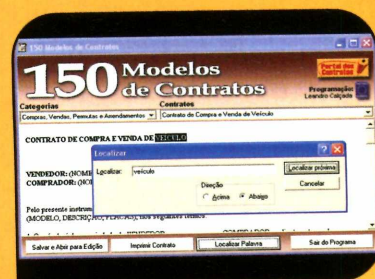 150 Modelos de Contratos
150 Modelos
de Contratos
Portal dos
Contratos
Programação:
Leandro Calçada
Categorias
Contratos
Compras, Vendas, Permutas e Arrendamentos
Contrato de Compra e Venda de Veículo
CONTRATO DE COMPRA E VENDA DE VEÍCULO
Localizar
VENDEDOR: (NOM
COMPRADOR: (NO
Localizar: veículo
Localizar próxima
Direção
Cancelar
Acima
Abaixo
Pelo presente instrum
(MODELO, DESCRIÇÃO, PLACAS), nos seguintes termos:
Salvar e Abrir para Edição
Imprimir Contrato
Localizar Palavra
Sair do Programa